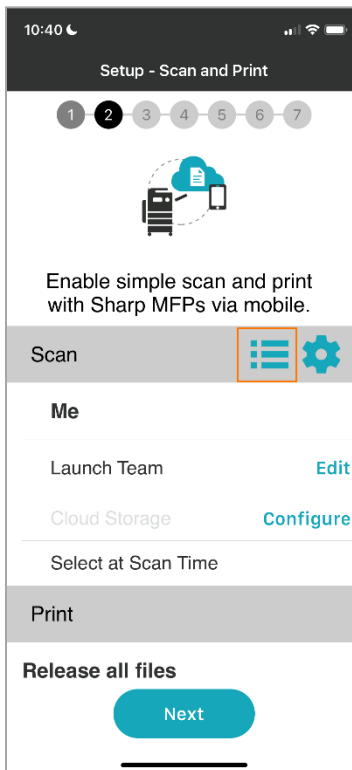 10:40
Setup - Scan and Print
1 2 3 4 5 6 7
Enable simple scan and print
with Sharp MFPs via mobile.
Scan
Me
Launch Team Edit
Cloud Storage Configure
Select at Scan Time
Print
Release all files
Next